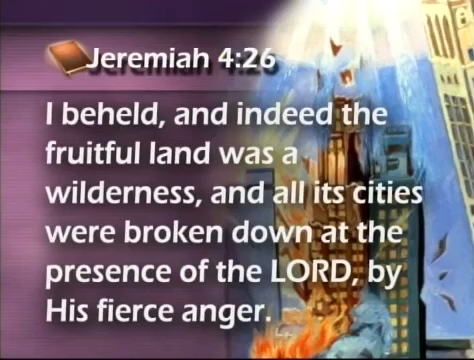 Jeremiah 4:26
I beheld, and indeed the
fruitful land was a
wilderness, and all its cities
were broken down at the
presence of the LORD, by
His fierce anger.